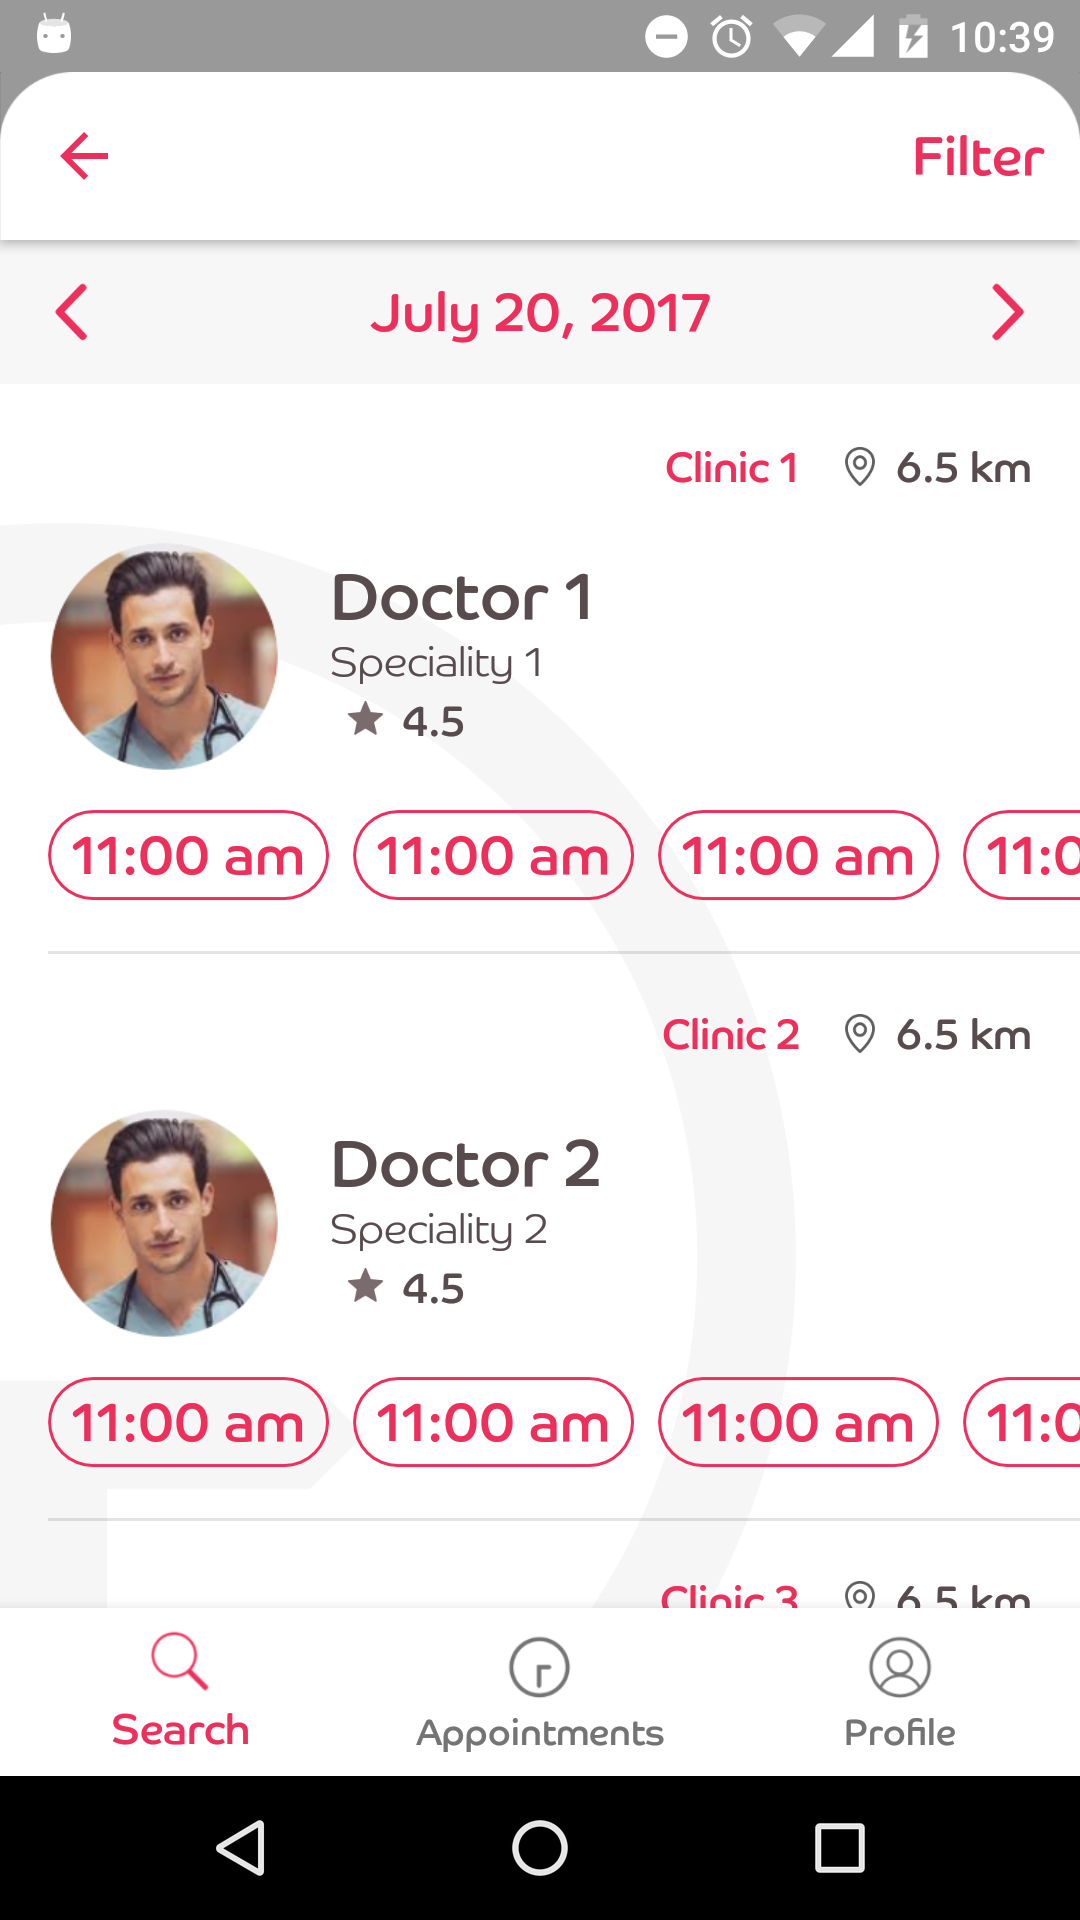 10:39
Filter
July 20, 2017
Clinic 1 6.5 km
Doctor 1
Speciality 1
4.5
11:00 am 11:00 am 11:00 am 11:0
Clinic 2 6.5 km
Doctor 2
Speciality 2
4.5
11:00 am 11:00 am 11:00 am 11:0
Clinic 3 6.5 km
Search Appointments Profile